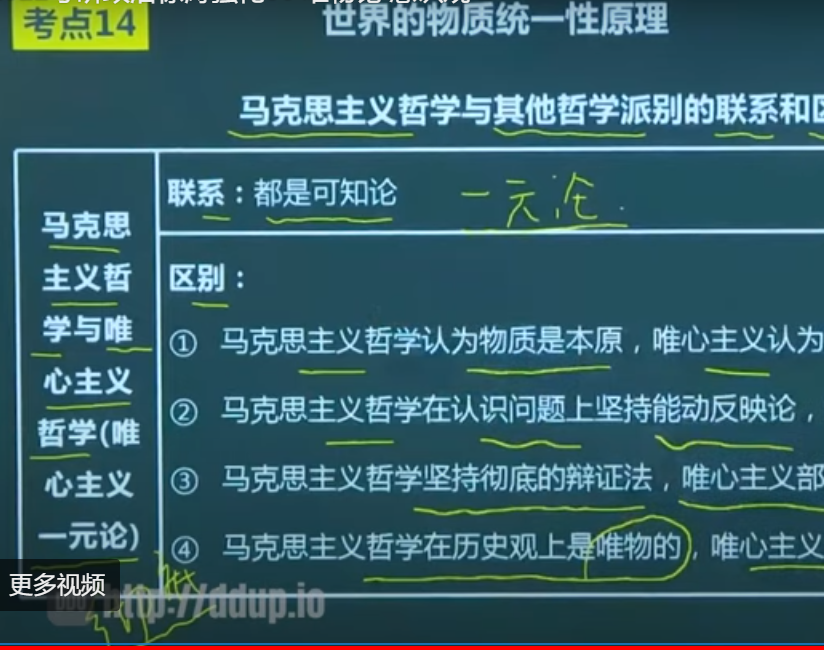 考点14
世界的物质统一性原理
马克思主义哲学与其他哲学派别的联系和区
马克思
主义哲
学与唯
心主义
哲学(唯
心主义
一元论)
联系：都是可知论 一元论.
区别：
① 马克思主义哲学认为物质是本原，唯心主义认为
② 马克思主义哲学在认识问题上坚持能动反映论，
③ 马克思主义哲学坚持彻底的辩证法，唯心主义部
④ 马克思主义哲学在历史观上是唯物的，唯心主义
更多视频
http://ddup.io